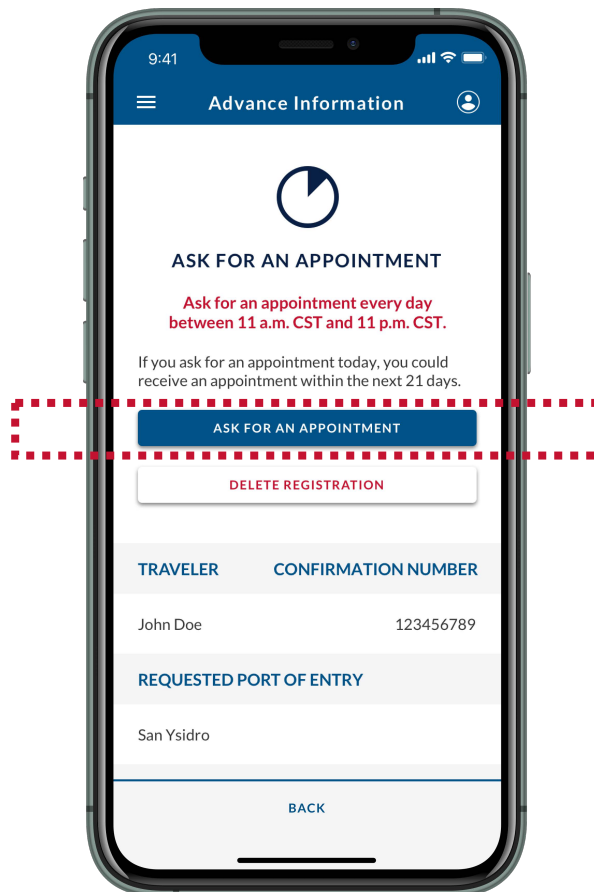 9:41
Advance Information
ASK FOR AN APPOINTMENT
Ask for an appointment every day
between 11 a.m. CST and 11 p.m. CST.
If you ask for an appointment today, you could
receive an appointment within the next 21 days.
ASK FOR AN APPOINTMENT
DELETE REGISTRATION
TRAVELER CONFIRMATION NUMBER
John Doe 123456789
REQUESTED PORT OF ENTRY
San Ysidro
BACK